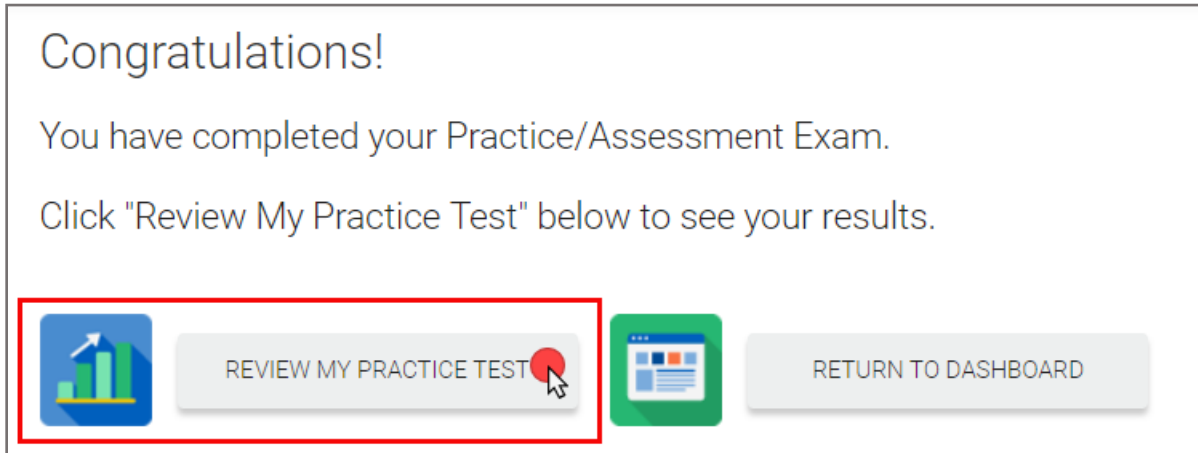 Congratulations!
You have completed your Practice/Assessment Exam.
Click "Review My Practice Test" below to see your results.
REVIEW MY PRACTICE TEST
RETURN TO DASHBOARD